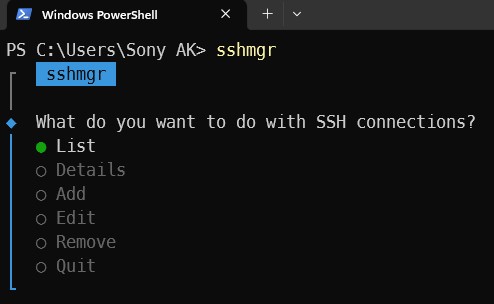 Windows PowerShell
PS C:\Users\Sony AK> sshmgr
sshmgr
What do you want to do with SSH connections?
List
Details
Add
Edit
Remove
Quit